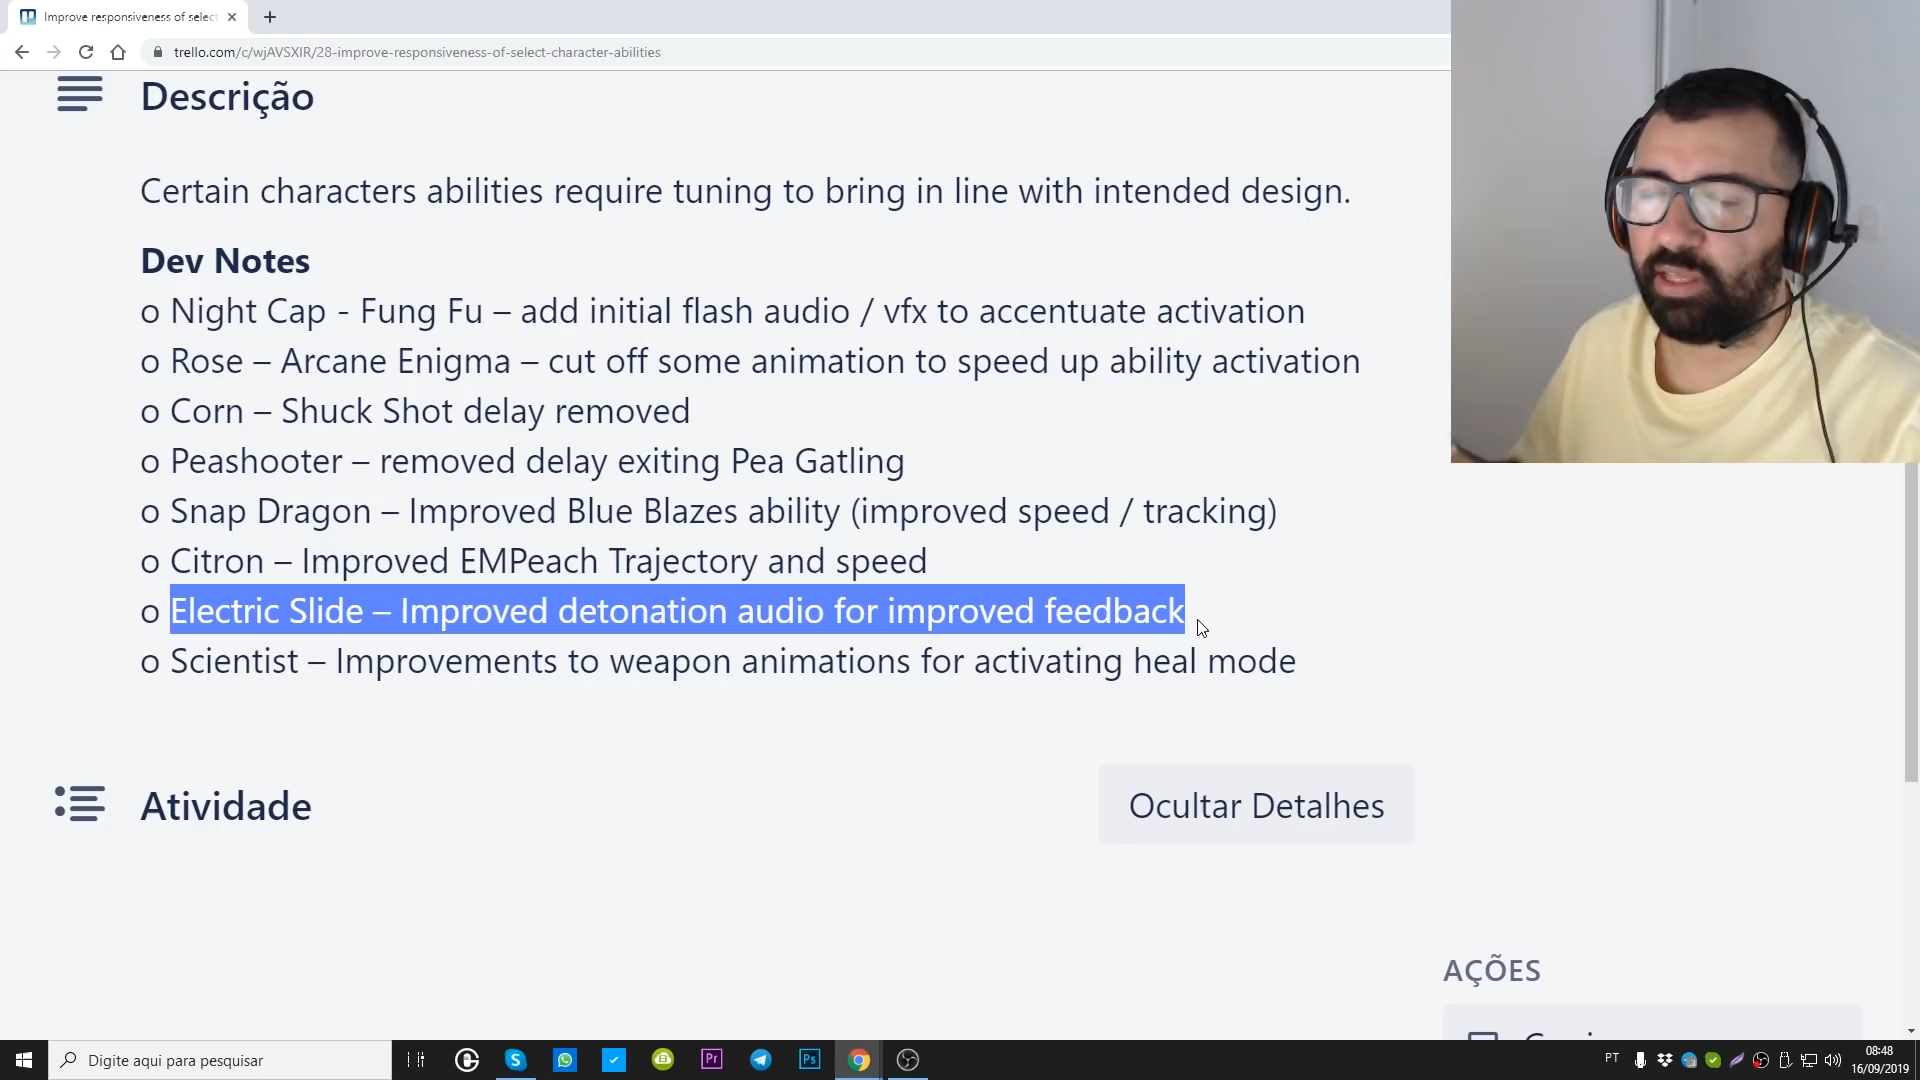 Improve responsiveness of select
trello.com/c/wjAVSXIR/28-improve-responsiveness-of-select-character-abilities
Descrição
Certain characters abilities require tuning to bring in line with intended design.
Dev Notes
o Night Cap - Fung Fu – add initial flash audio / vfx to accentuate activation
o Rose – Arcane Enigma – cut off some animation to speed up ability activation
o Corn – Shuck Shot delay removed
o Peashooter – removed delay exiting Pea Gatling
o Snap Dragon – Improved Blue Blazes ability (improved speed / tracking)
o Citron – Improved EMPeach Trajectory and speed
o Electric Slide – Improved detonation audio for improved feedback
o Scientist – Improvements to weapon animations for activating heal mode
Atividade
Ocultar Detalhes
AÇÕES
Digite aqui para pesquisar
Pr
Ps
PT
08:48
16/09/2019